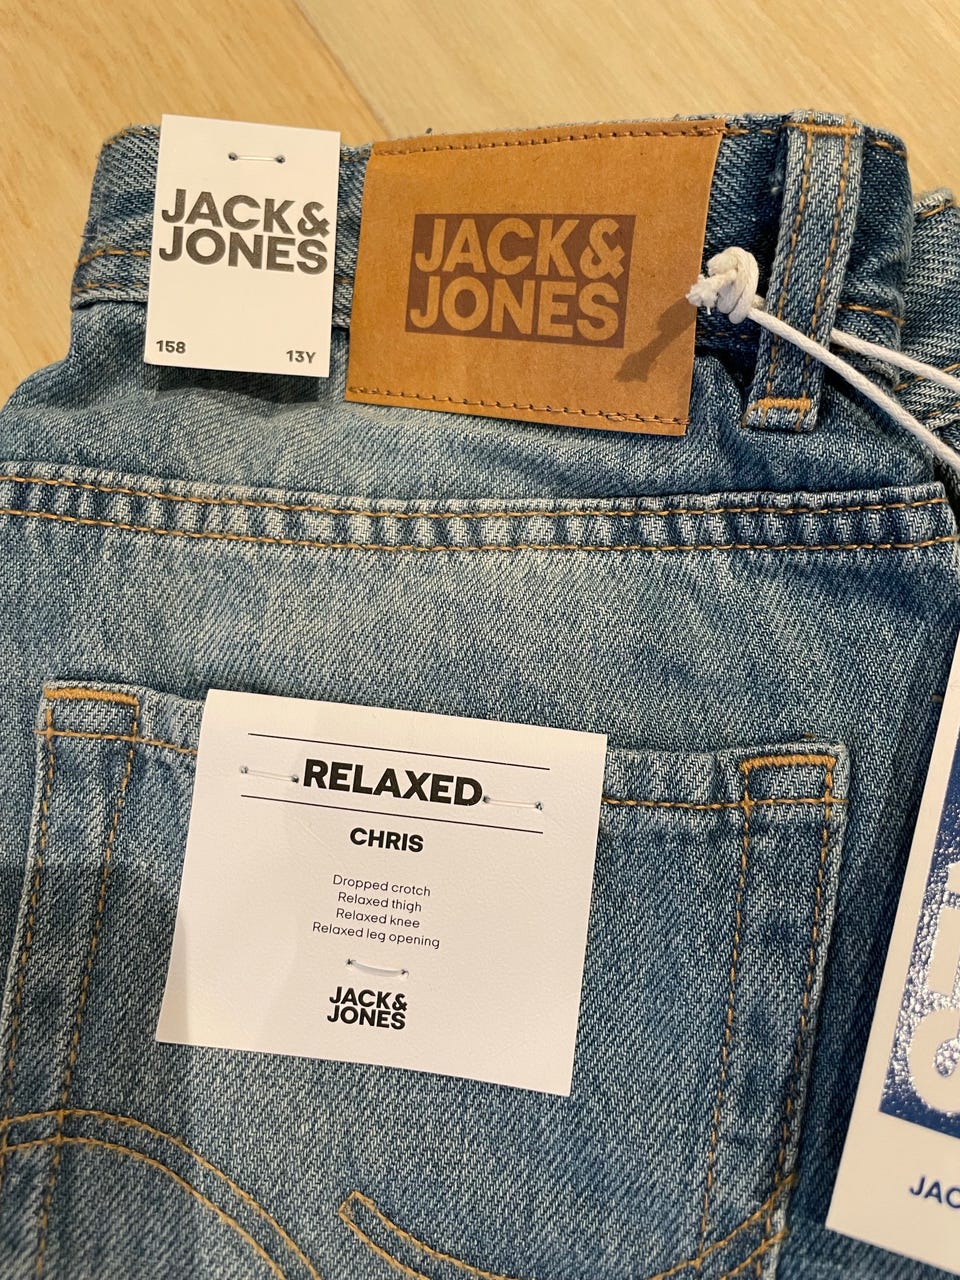 JACK&
JONES
158 13Y
JACK&
JONES
RELAXED
CHRIS
Dropped crotch
Relaxed thigh
Relaxed knee
Relaxed leg opening
JACK&
JONES